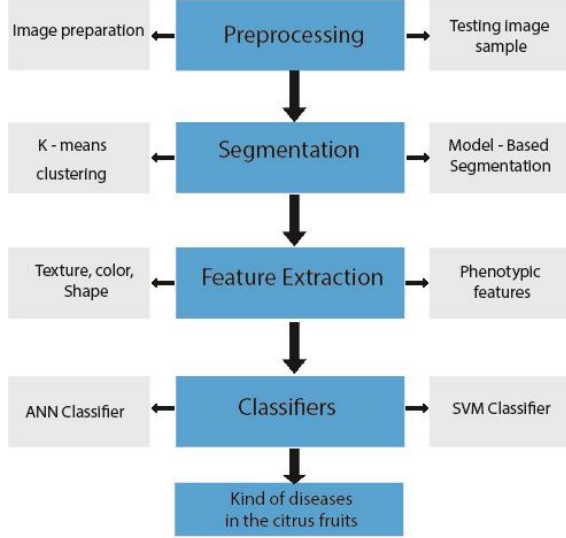 Image preparation
Preprocessing
Testing image
sample
K - means
clustering
Segmentation
Model - Based
Segmentation
Texture, color,
Shape
Feature Extraction
Phenotypic
features
ANN Classifier
Classifiers
SVM Classifier
Kind of diseases
in the citrus fruits